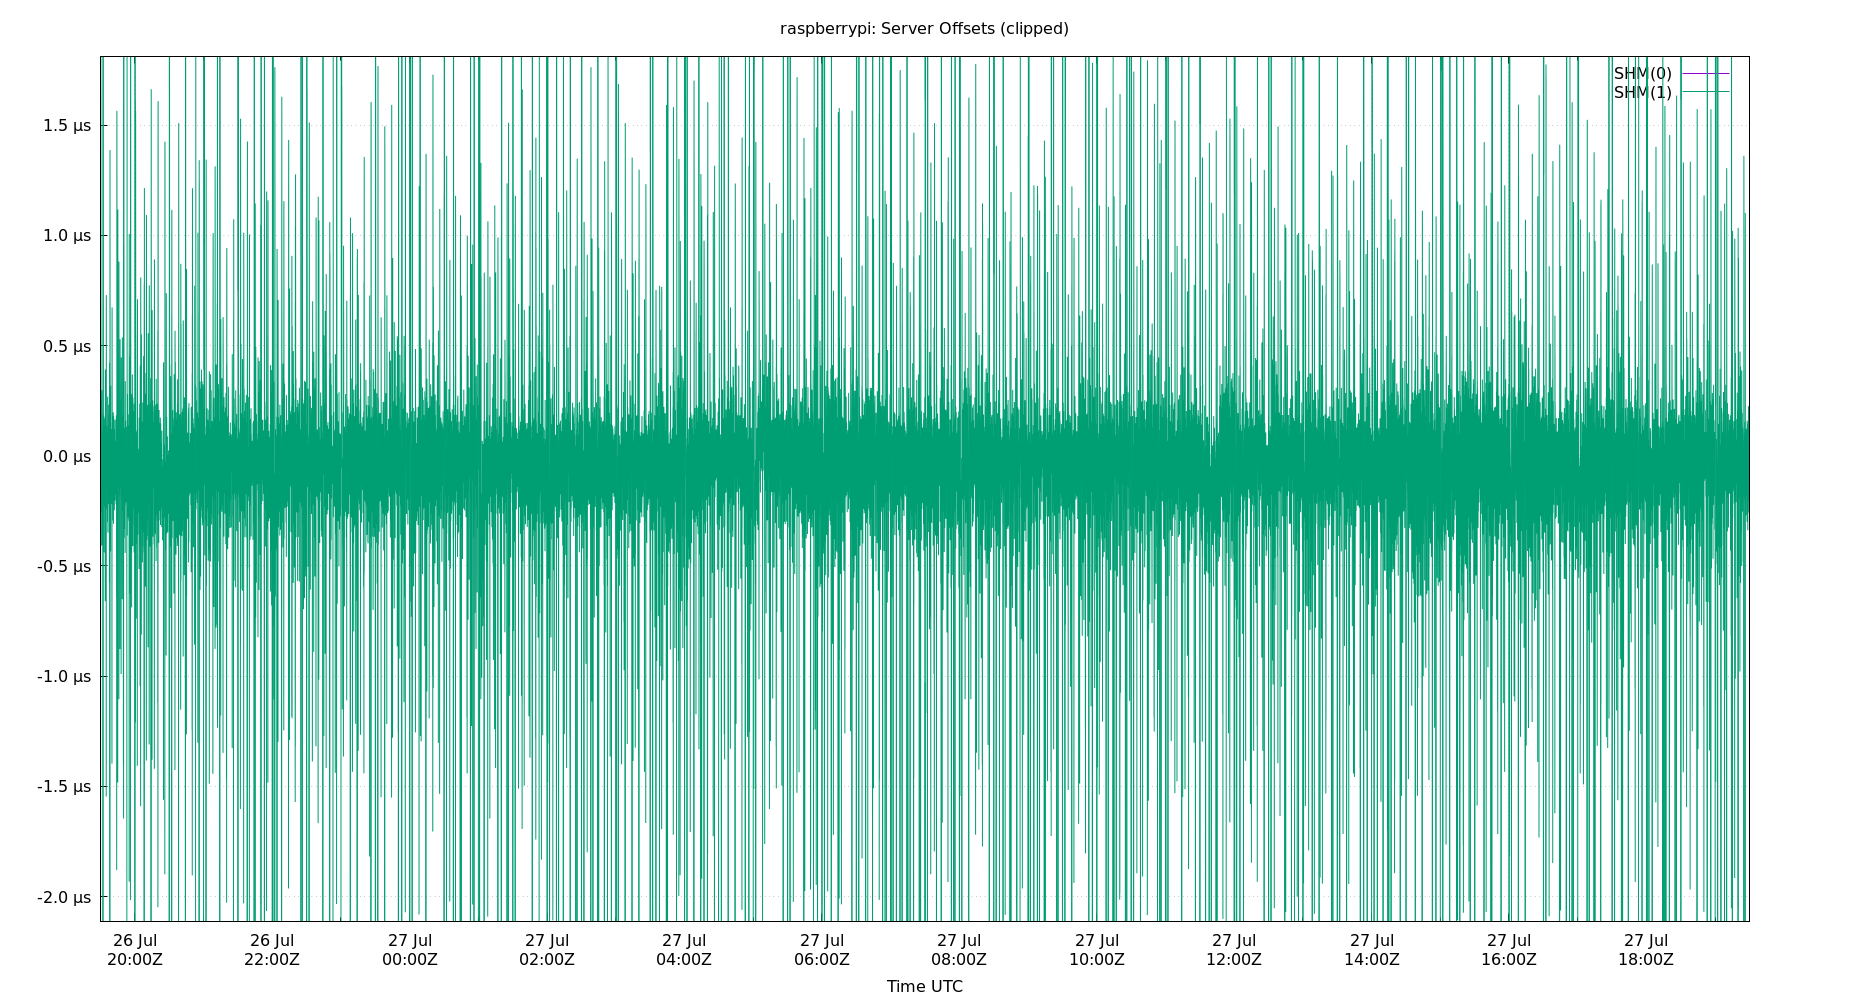 raspberrypi: Server Offsets (clipped)
SHM(0)
SHM(1)
1.5 µs
1.0 µs
0.5 µs
0.0 µs
-0.5 µs
-1.0 µs
-1.5 µs
-2.0 µs
26 Jul 26 Jul 27 Jul 27 Jul 27 Jul 27 Jul 27 Jul 27 Jul 27 Jul 27 Jul 27 Jul 27 Jul
20:00Z 22:00Z 00:00Z 02:00Z 04:00Z 06:00Z 08:00Z 10:00Z 12:00Z 14:00Z 16:00Z 18:00Z
Time UTC